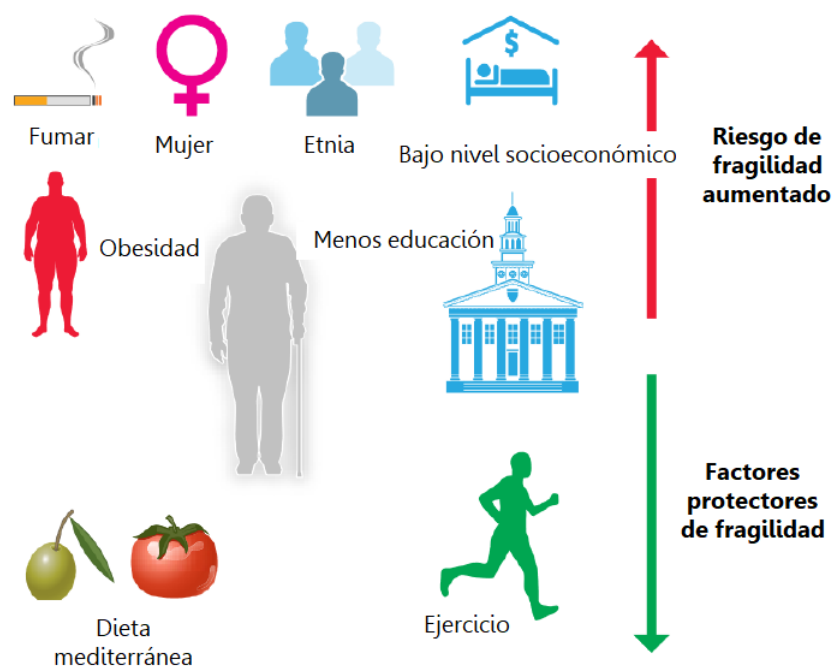 Fumar
Mujer
Etnia
Bajo nivel socioeconómico
Riesgo de
fragilidad
aumentado
Obesidad
Menos educación
$
Factores
protectores
de fragilidad
Dieta
mediterránea
Ejercicio